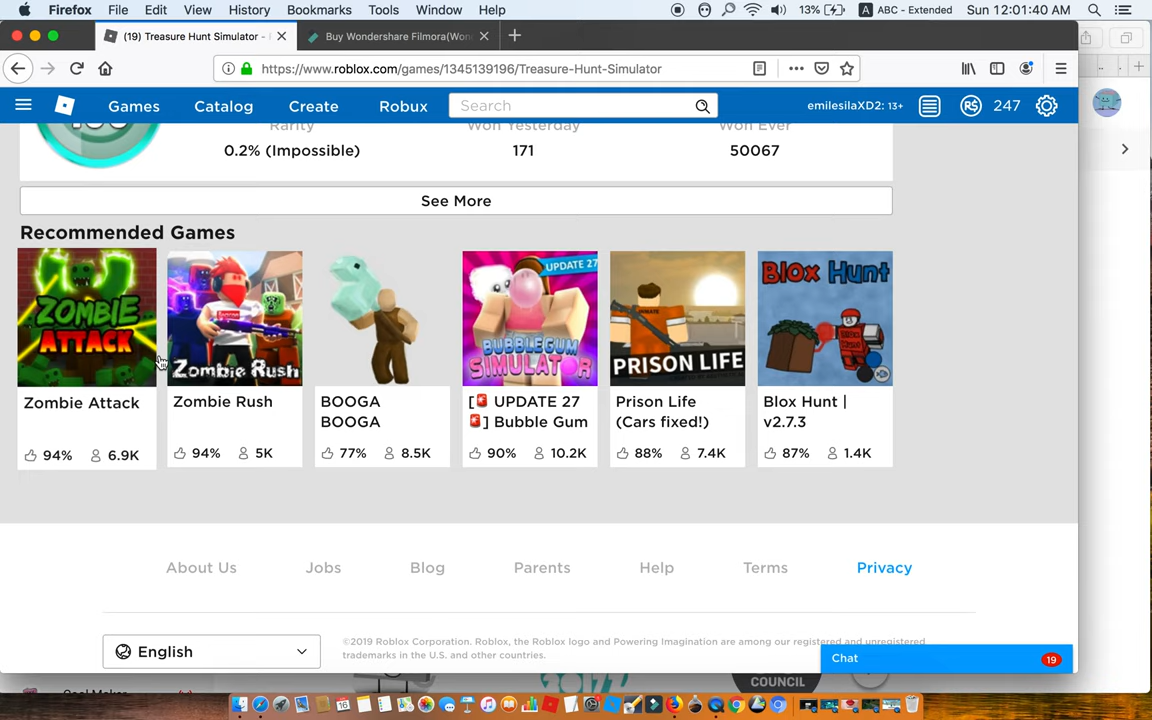 Firefox File Edit View History Bookmarks Tools Window Help 13% A ABC - Extended Sun 12:01:40 AM
(19) Treasure Hunt Simulator - Buy Wondershare Filmora(Won
https://www.roblox.com/games/1345139196/Treasure-Hunt-Simulator
Games Catalog Create Robux Search emilesilaXD2: 13+ R$ 247
Rarity Won Yesterday Won Ever
0.2% (Impossible) 171 50067
See More
Recommended Games
ZOMBIE ATTACK
Zombie Rush
UPDATE 27
BUBBLEGUM SIMULATOR
PRISON LIFE
Blox Hunt
Zombie Attack
Zombie Rush
BOOGA BOOGA
[🚨 UPDATE 27 🚨] Bubble Gum
Prison Life (Cars fixed!)
Blox Hunt | v2.7.3
94% 6.9K 94% 5K 77% 8.5K 90% 10.2K 88% 7.4K 87% 1.4K
About Us Jobs Blog Parents Help Terms Privacy
English
©2019 Roblox Corporation. Roblox, the Roblox logo and Powering Imagination are among our registered and unregistered
trademarks in the U.S. and other countries.
Chat 19
COUNCIL